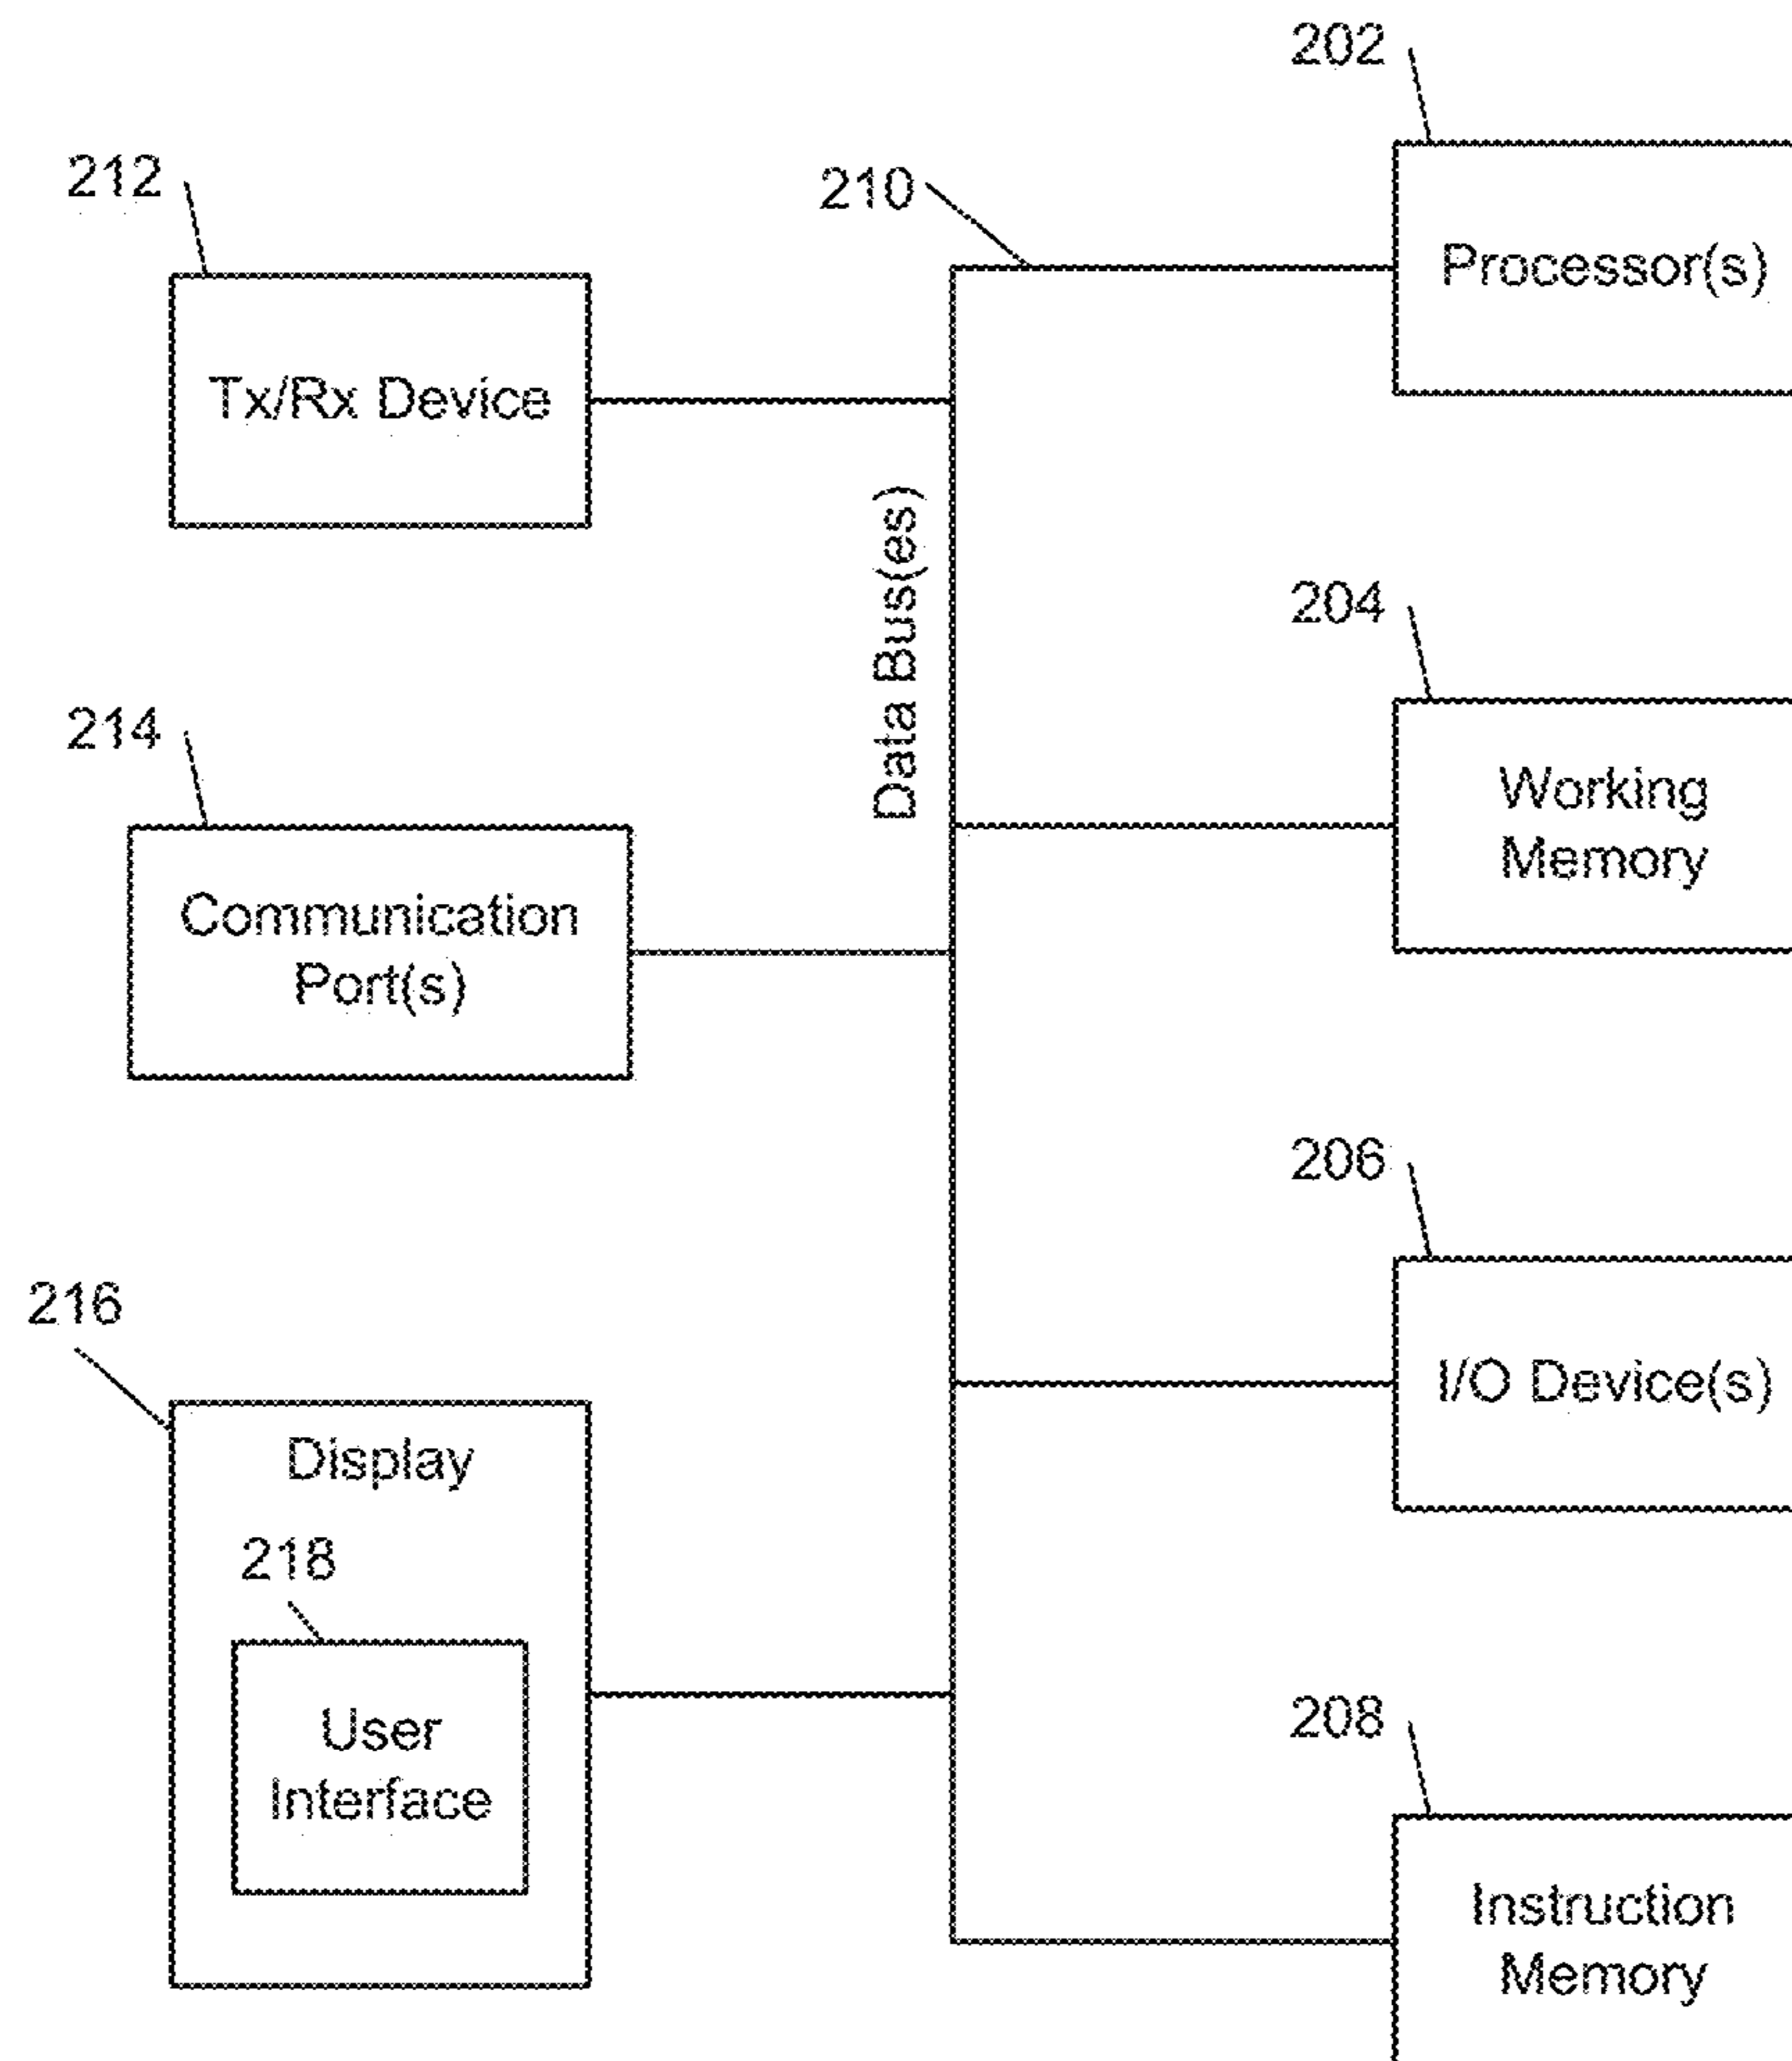 202
Processor(s)
212
Tx/Rx Device
210
Data Bus(es)
204
Working
Memory
214
Communication
Port(s)
206
I/O Device(s)
216
Display
218
User
Interface
208
Instruction
Memory